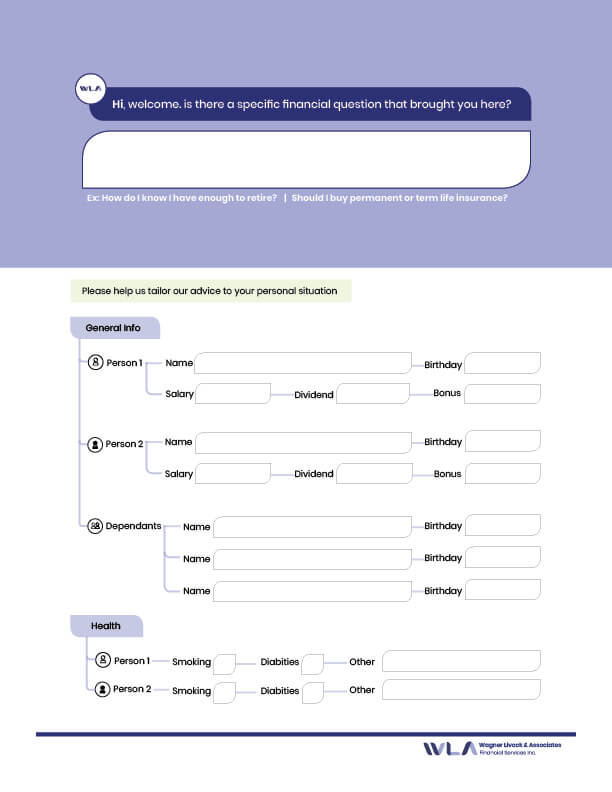 WLA
Hi, welcome. is there a specific financial question that brought you here?
Ex: How do I know I have enough to retire? | Should I buy permanent or term life insurance?
Please help us tailor our advice to your personal situation
General Info
Person 1 Name Birthday
Salary Dividend Bonus
Person 2 Name Birthday
Salary Dividend Bonus
Dependants Name Birthday
Name Birthday
Name Birthday
Health
Person 1 Smoking Diabities Other
Person 2 Smoking Diabities Other
WLA Wagner Livock & Associates
Financial Services Inc.